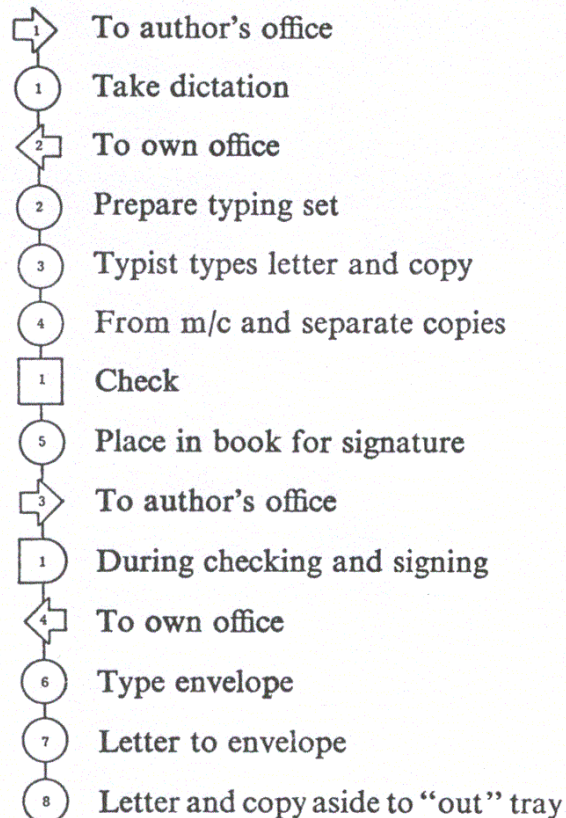 1 To author's office
1 Take dictation
2 To own office
2 Prepare typing set
3 Typist types letter and copy
4 From m/c and separate copies
1 Check
5 Place in book for signature
3 To author's office
1 During checking and signing
4 To own office
6 Type envelope
7 Letter to envelope
8 Letter and copy aside to “out” tray